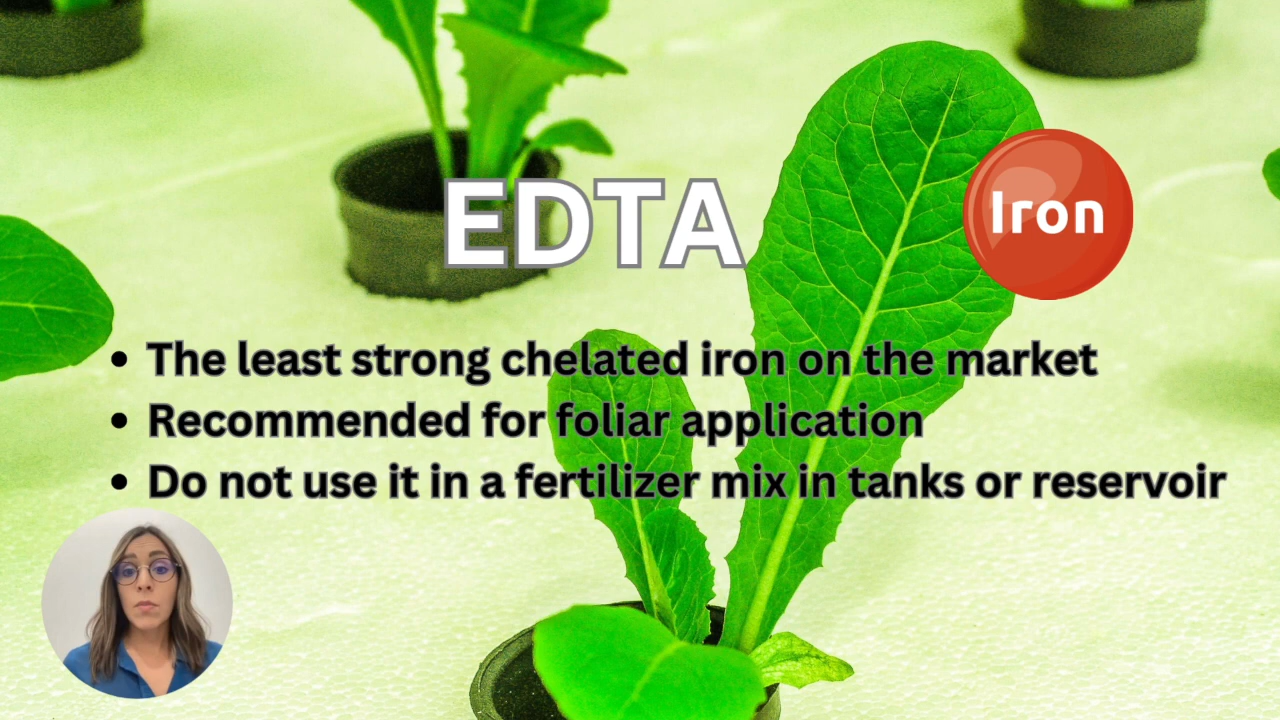 EDTA
Iron
• The least strong chelated iron on the market
• Recommended for foliar application
• Do not use it in a fertilizer mix in tanks or reservoir